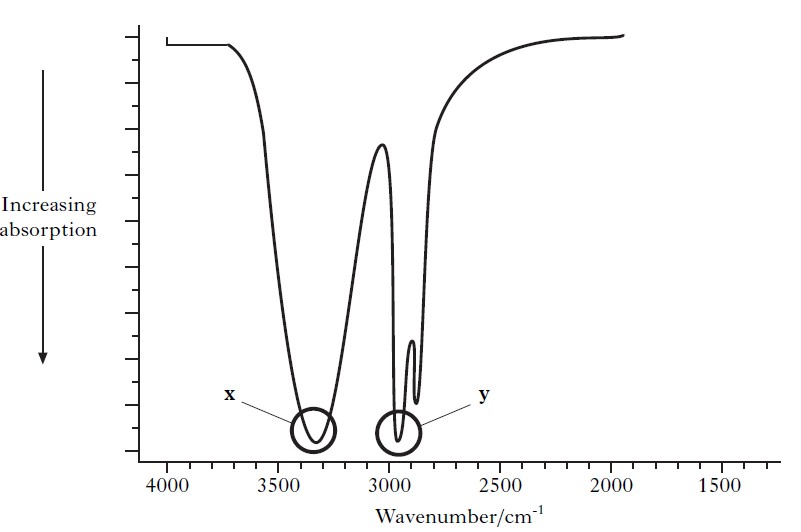 Increasing
absorption
x
y
4000 3500 3000 2500 2000 1500
Wavenumber/cm-1